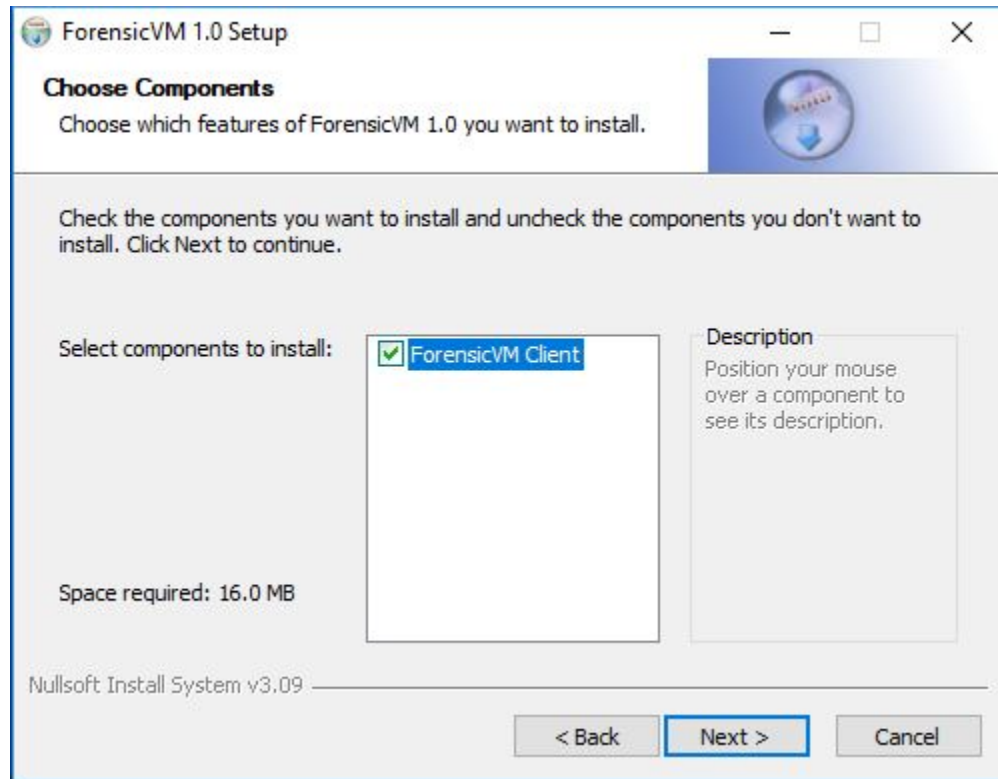 ForensicVM 1.0 Setup
Choose Components
Choose which features of ForensicVM 1.0 you want to install.
Check the components you want to install and uncheck the components you don't want to
install. Click Next to continue.
Select components to install:
ForensicVM Client
Description
Position your mouse
over a component to
see its description.
Space required: 16.0 MB
Nullsoft Install System v3.09
< Back
Next >
Cancel